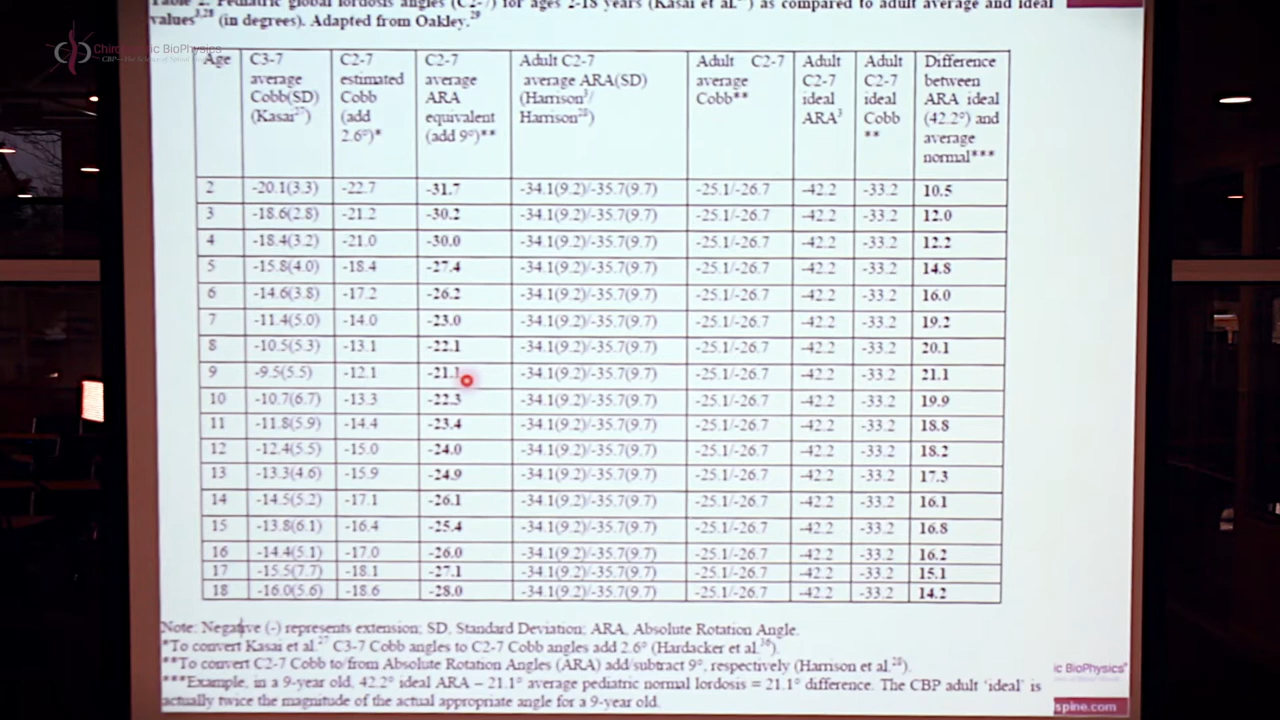 Table 2. Pediatric global lordosis angles (C2-7) for ages 2-18 years (Kasai et al.) as compared to adult average and ideal
values3,28 (in degrees). Adapted from Oakley.29
Chiropractic BioPhysics
Age C3-7 average Cobb(SD) (Kasai27) C2-7 estimated Cobb (add 2.6°)* C2-7 average ARA equivalent (add 9°)** Adult C2-7 average ARA(SD) (Harrison3/ Harrison28) Adult C2-7 average Cobb** Adult C2-7 ideal ARA3 Adult C2-7 ideal Cobb ** Difference between ARA ideal (42.2°) and average normal***
2 -20.1(3.3) -22.7 -31.7 -34.1(9.2)/-35.7(9.7) -25.1/-26.7 -42.2 -33.2 10.5
3 -18.6(2.8) -21.2 -30.2 -34.1(9.2)/-35.7(9.7) -25.1/-26.7 -42.2 -33.2 12.0
4 -18.4(3.2) -21.0 -30.0 -34.1(9.2)/-35.7(9.7) -25.1/-26.7 -42.2 -33.2 12.2
5 -15.8(4.0) -18.4 -27.4 -34.1(9.2)/-35.7(9.7) -25.1/-26.7 -42.2 -33.2 14.8
6 -14.6(3.8) -17.2 -26.2 -34.1(9.2)/-35.7(9.7) -25.1/-26.7 -42.2 -33.2 16.0
7 -11.4(5.0) -14.0 -23.0 -34.1(9.2)/-35.7(9.7) -25.1/-26.7 -42.2 -33.2 19.2
8 -10.5(5.3) -13.1 -22.1 -34.1(9.2)/-35.7(9.7) -25.1/-26.7 -42.2 -33.2 20.1
9 -9.5(5.5) -12.1 -21.1 -34.1(9.2)/-35.7(9.7) -25.1/-26.7 -42.2 -33.2 21.1
10 -10.7(6.7) -13.3 -22.3 -34.1(9.2)/-35.7(9.7) -25.1/-26.7 -42.2 -33.2 19.9
11 -11.8(5.9) -14.4 -23.4 -34.1(9.2)/-35.7(9.7) -25.1/-26.7 -42.2 -33.2 18.8
12 -12.4(5.5) -15.0 -24.0 -34.1(9.2)/-35.7(9.7) -25.1/-26.7 -42.2 -33.2 18.2
13 -13.3(4.6) -15.9 -24.9 -34.1(9.2)/-35.7(9.7) -25.1/-26.7 -42.2 -33.2 17.3
14 -14.5(5.2) -17.1 -26.1 -34.1(9.2)/-35.7(9.7) -25.1/-26.7 -42.2 -33.2 16.1
15 -13.8(6.1) -16.4 -25.4 -34.1(9.2)/-35.7(9.7) -25.1/-26.7 -42.2 -33.2 16.8
16 -14.4(5.1) -17.0 -26.0 -34.1(9.2)/-35.7(9.7) -25.1/-26.7 -42.2 -33.2 16.2
17 -15.5(7.7) -18.1 -27.1 -34.1(9.2)/-35.7(9.7) -25.1/-26.7 -42.2 -33.2 15.1
18 -16.0(5.6) -18.6 -28.0 -34.1(9.2)/-35.7(9.7) -25.1/-26.7 -42.2 -33.2 14.2
Note: Negative (-) represents extension; SD, Standard Deviation; ARA, Absolute Rotation Angle.
*To convert Kasai et al.27 C3-7 Cobb angles to C2-7 Cobb angles add 2.6° (Hardacker et al.36).
**To convert C2-7 Cobb to/from Absolute Rotation Angles (ARA) add/subtract 9°, respectively (Harrison et al.28).
***Example, in a 9-year old, 42.2° ideal ARA – 21.1° average pediatric normal lordosis = 21.1° difference. The CBP adult 'ideal' is
actually twice the magnitude of the actual appropriate angle for a 9-year old.
ic BioPhysics®
spine.com